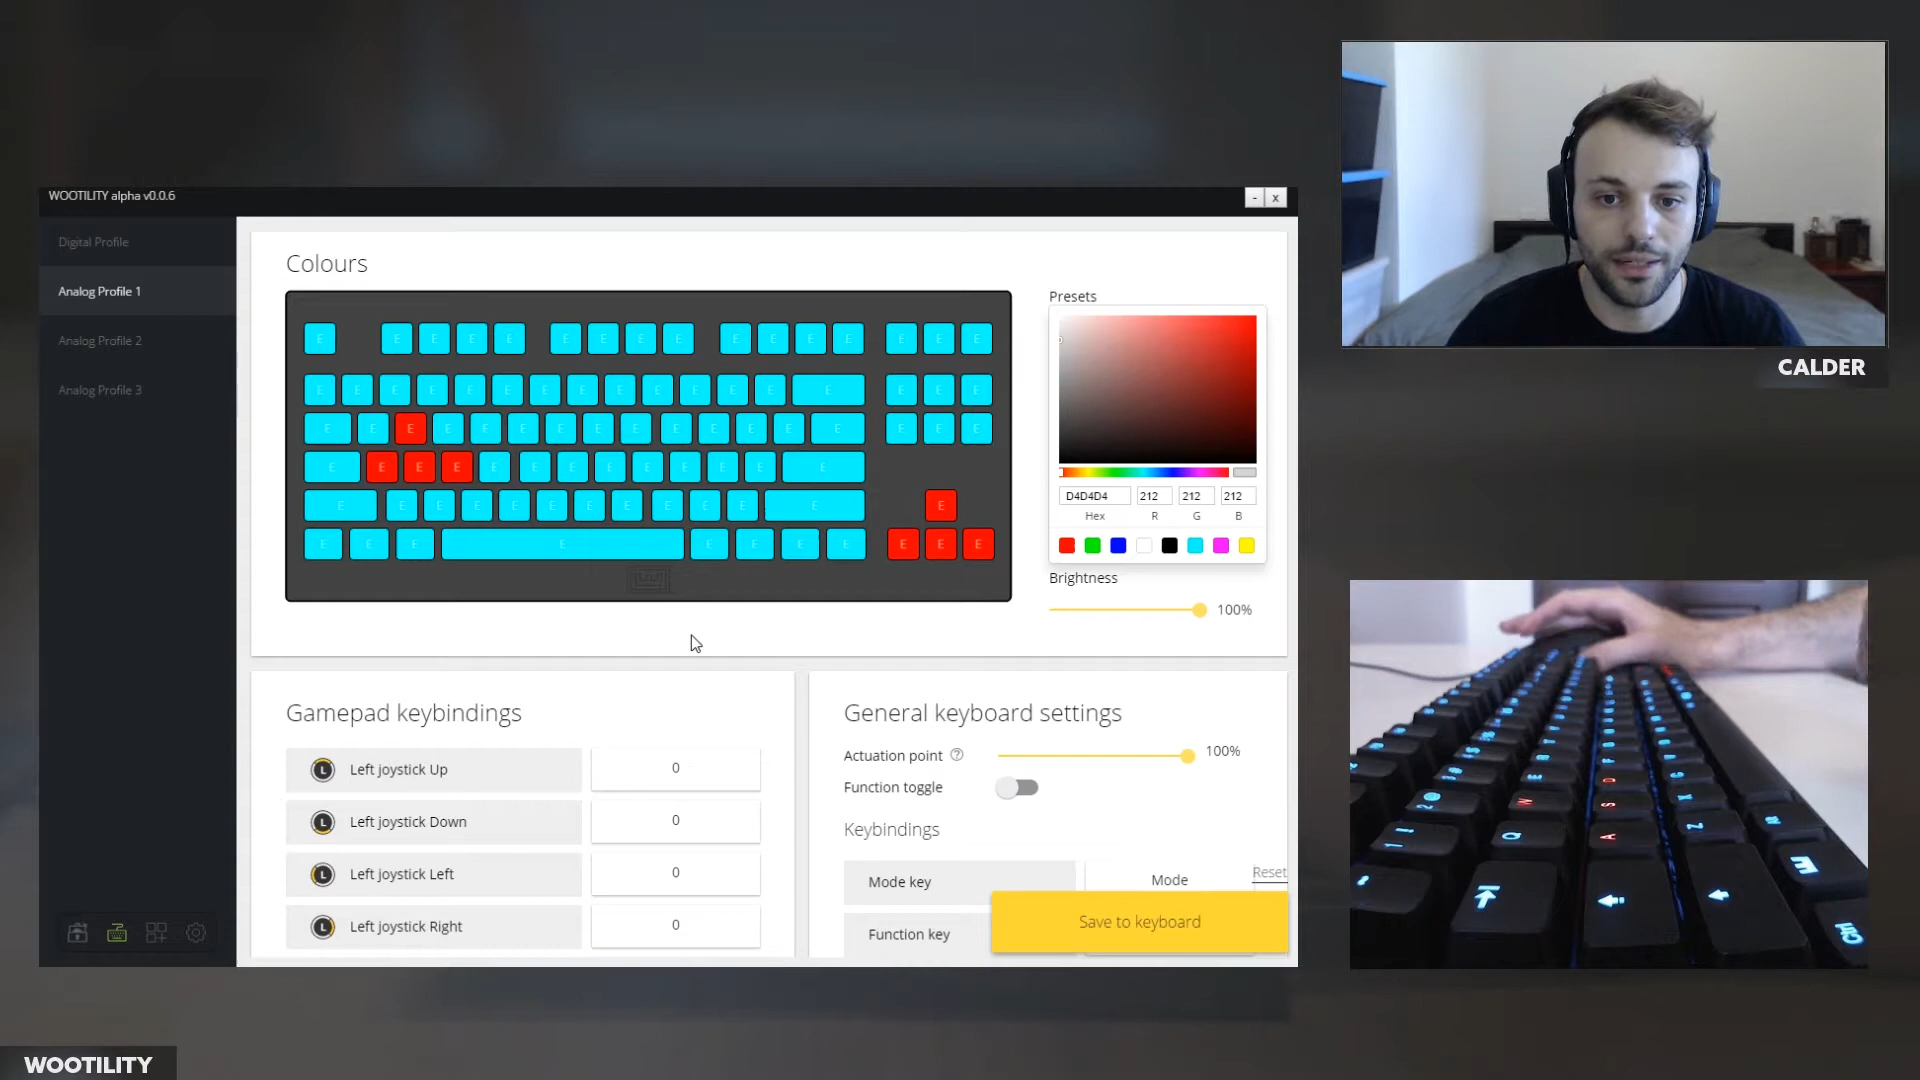 WOOTILITY alpha v0.0.6
- x
Digital Profile
Analog Profile 1
Analog Profile 2
Analog Profile 3
Colours
E E E E E E E E E E E E E E E E
E E E E E E E E E E E E E E E E E
E E E E E E E E E E E E E E E E E
E E E E E E E E E E E E E
E E E E E E E E E E E E E
E E E E E E E E E E E
Presets
D4D4D4 212 212 212
Hex R G B
Brightness
100%
Gamepad keybindings
L Left joystick Up 0
L Left joystick Down 0
L Left joystick Left 0
L Left joystick Right 0
General keyboard settings
Actuation point ? 100%
Function toggle
Keybindings
Reset
Mode key Mode
Function key
Save to keyboard
CALDER
Q
W
A
S
D
Z
X
Ctrl
WOOTILITY